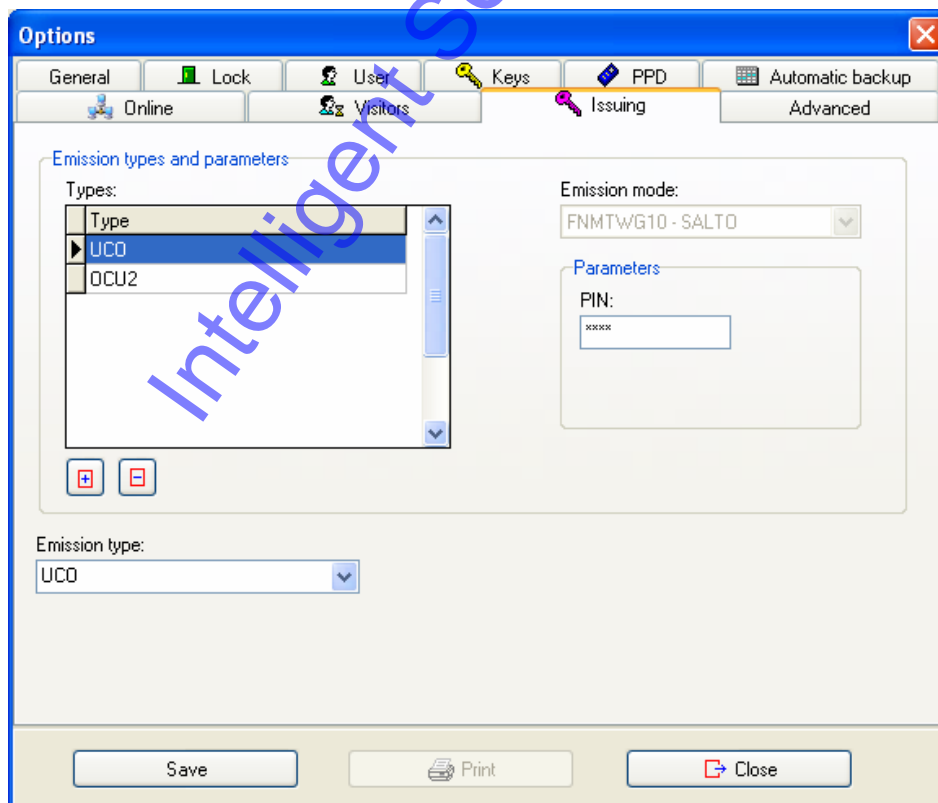 Options
General Lock User Keys PPD Automatic backup
Online Visitors Issuing Advanced
Emission types and parameters
Types:
Type
UCO
OCU2
Emission mode:
FNMTWG10 - SALTO
Parameters
PIN:
****
Emission type:
UCO
Save Print Close
Intelligent